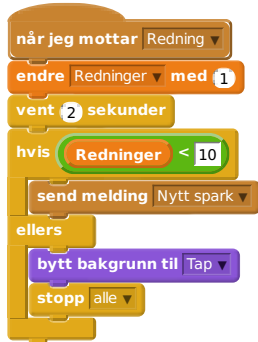 når jeg mottar Redning
endre Redninger med 1
vent 2 sekunder
hvis Redninger < 10
send melding Nytt spark
ellers
bytt bakgrunn til Tap
stopp alle